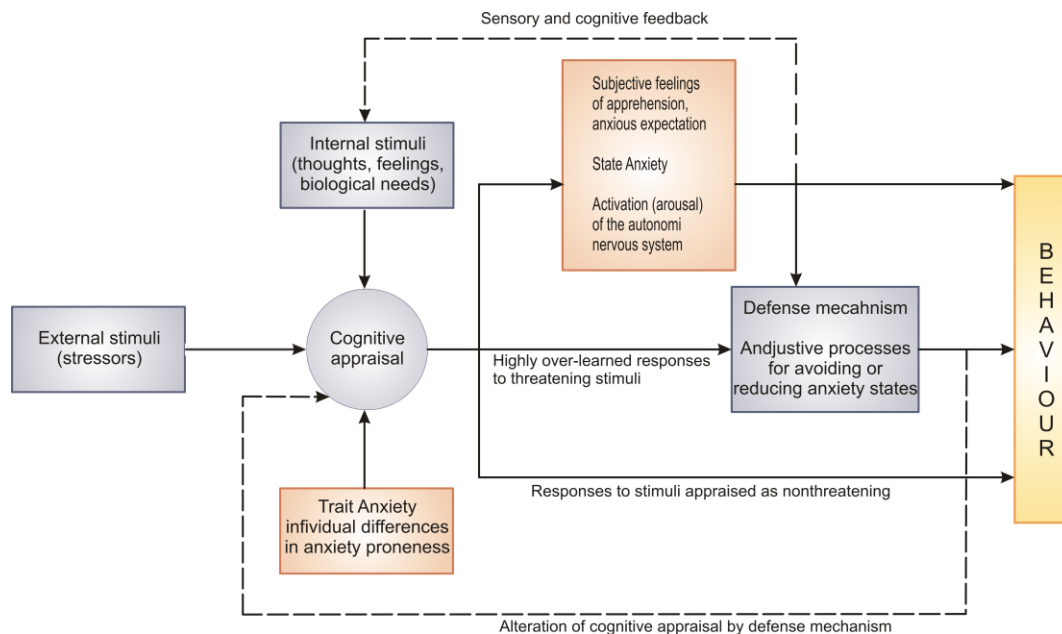 Sensory and cognitive feedback
Subjective feelings
of apprehension,
anxious expectation
State Anxiety
Activation (arousal)
of the autonomi
nervous system
Internal stimuli
(thoughts, feelings,
biological needs)
External stimuli
(stressors)
Cognitive
appraisal
Highly over-learned responses
to threatening stimuli
Defense mecahnism
Andjustive processes
for avoiding or
reducing anxiety states
BEHAVIOUR
Responses to stimuli appraised as nonthreatening
Trait Anxiety
infividual differences
in anxiety proneness
Alteration of cognitive appraisal by defense mechanism